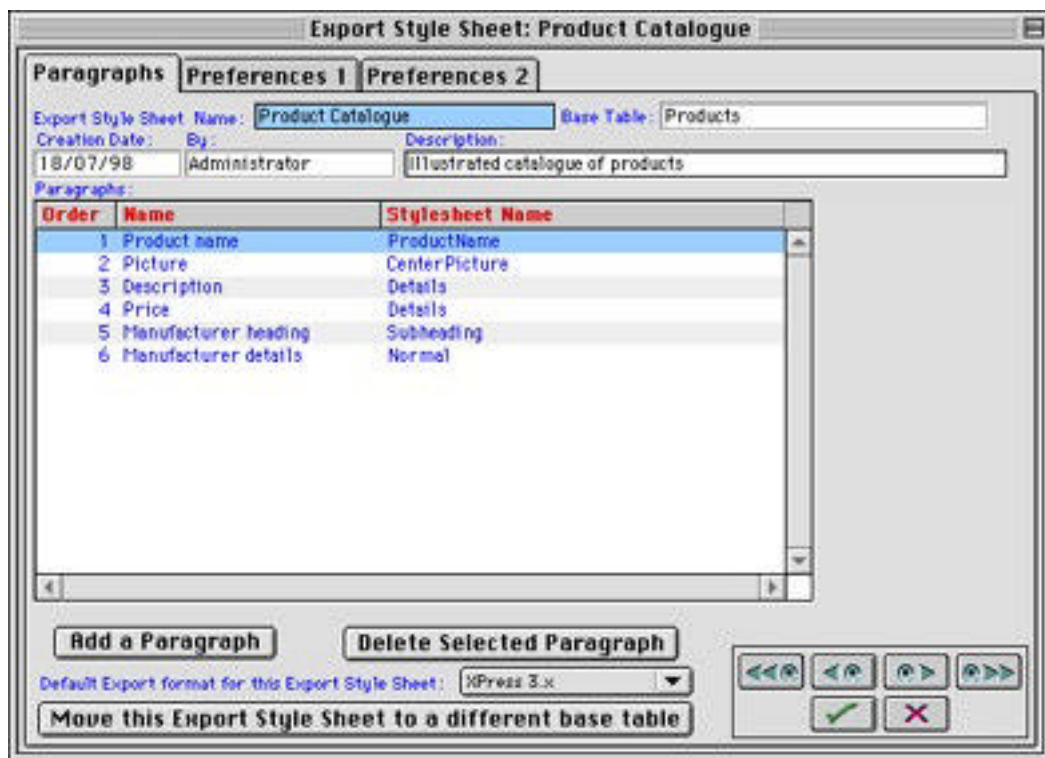 Export Style Sheet: Product Catalogue
Paragraphs Preferences 1 Preferences 2
Export Style Sheet Name: Product Catalogue Base Table: Products
Creation Date: By: Description:
18/07/98 Administrator Illustrated catalogue of products
Paragraphs:
Order Name Stylesheet Name
1 Product name ProductName
2 Picture CenterPicture
3 Description Details
4 Price Details
5 Manufacturer heading Subheading
6 Manufacturer details Normal
Add a Paragraph Delete Selected Paragraph
Default Export format for this Export Style Sheet: XPress 3.x
Move this Export Style Sheet to a different base table